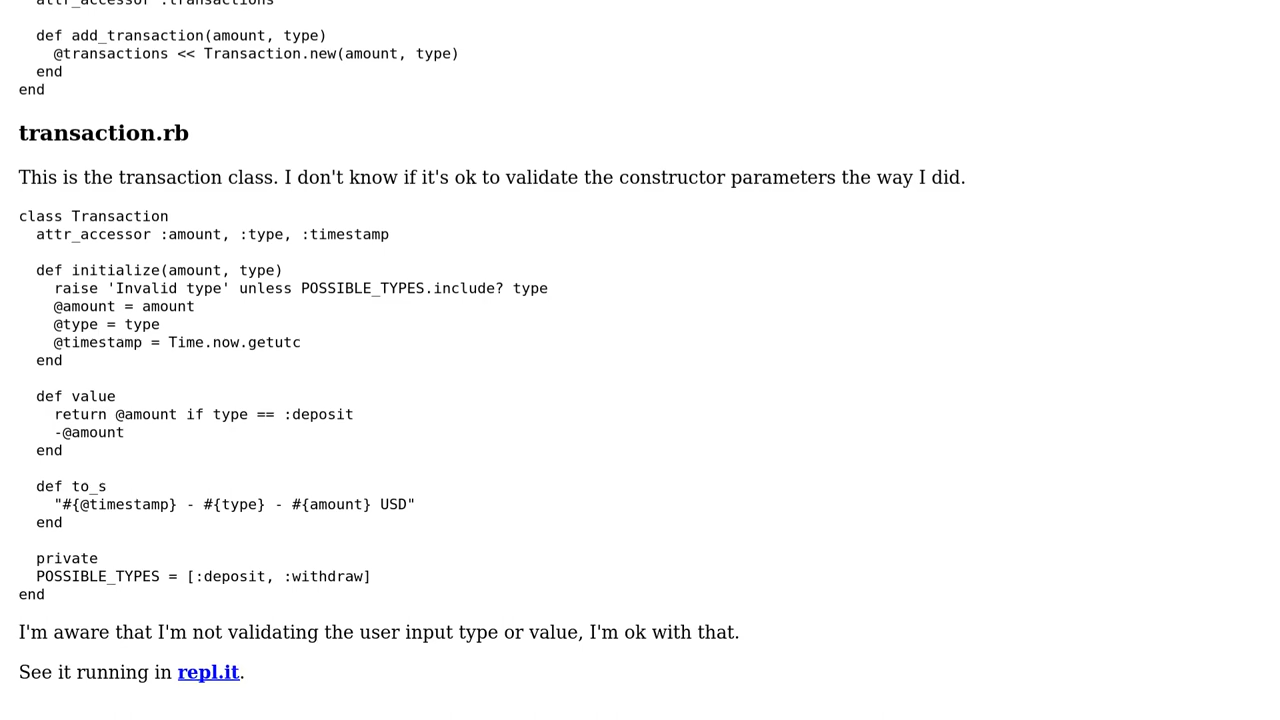 attr_accessor :transactions
def add_transaction(amount, type)
@transactions << Transaction.new(amount, type)
end
end
transaction.rb
This is the transaction class. I don't know if it's ok to validate the constructor parameters the way I did.
class Transaction
attr_accessor :amount, :type, :timestamp
def initialize(amount, type)
raise 'Invalid type' unless POSSIBLE_TYPES.include? type
@amount = amount
@type = type
@timestamp = Time.now.getutc
end
def value
return @amount if type == :deposit
-@amount
end
def to_s
"#{@timestamp} - #{type} - #{amount} USD"
end
private
POSSIBLE_TYPES = [:deposit, :withdraw]
end
I'm aware that I'm not validating the user input type or value, I'm ok with that.
See it running in repl.it.